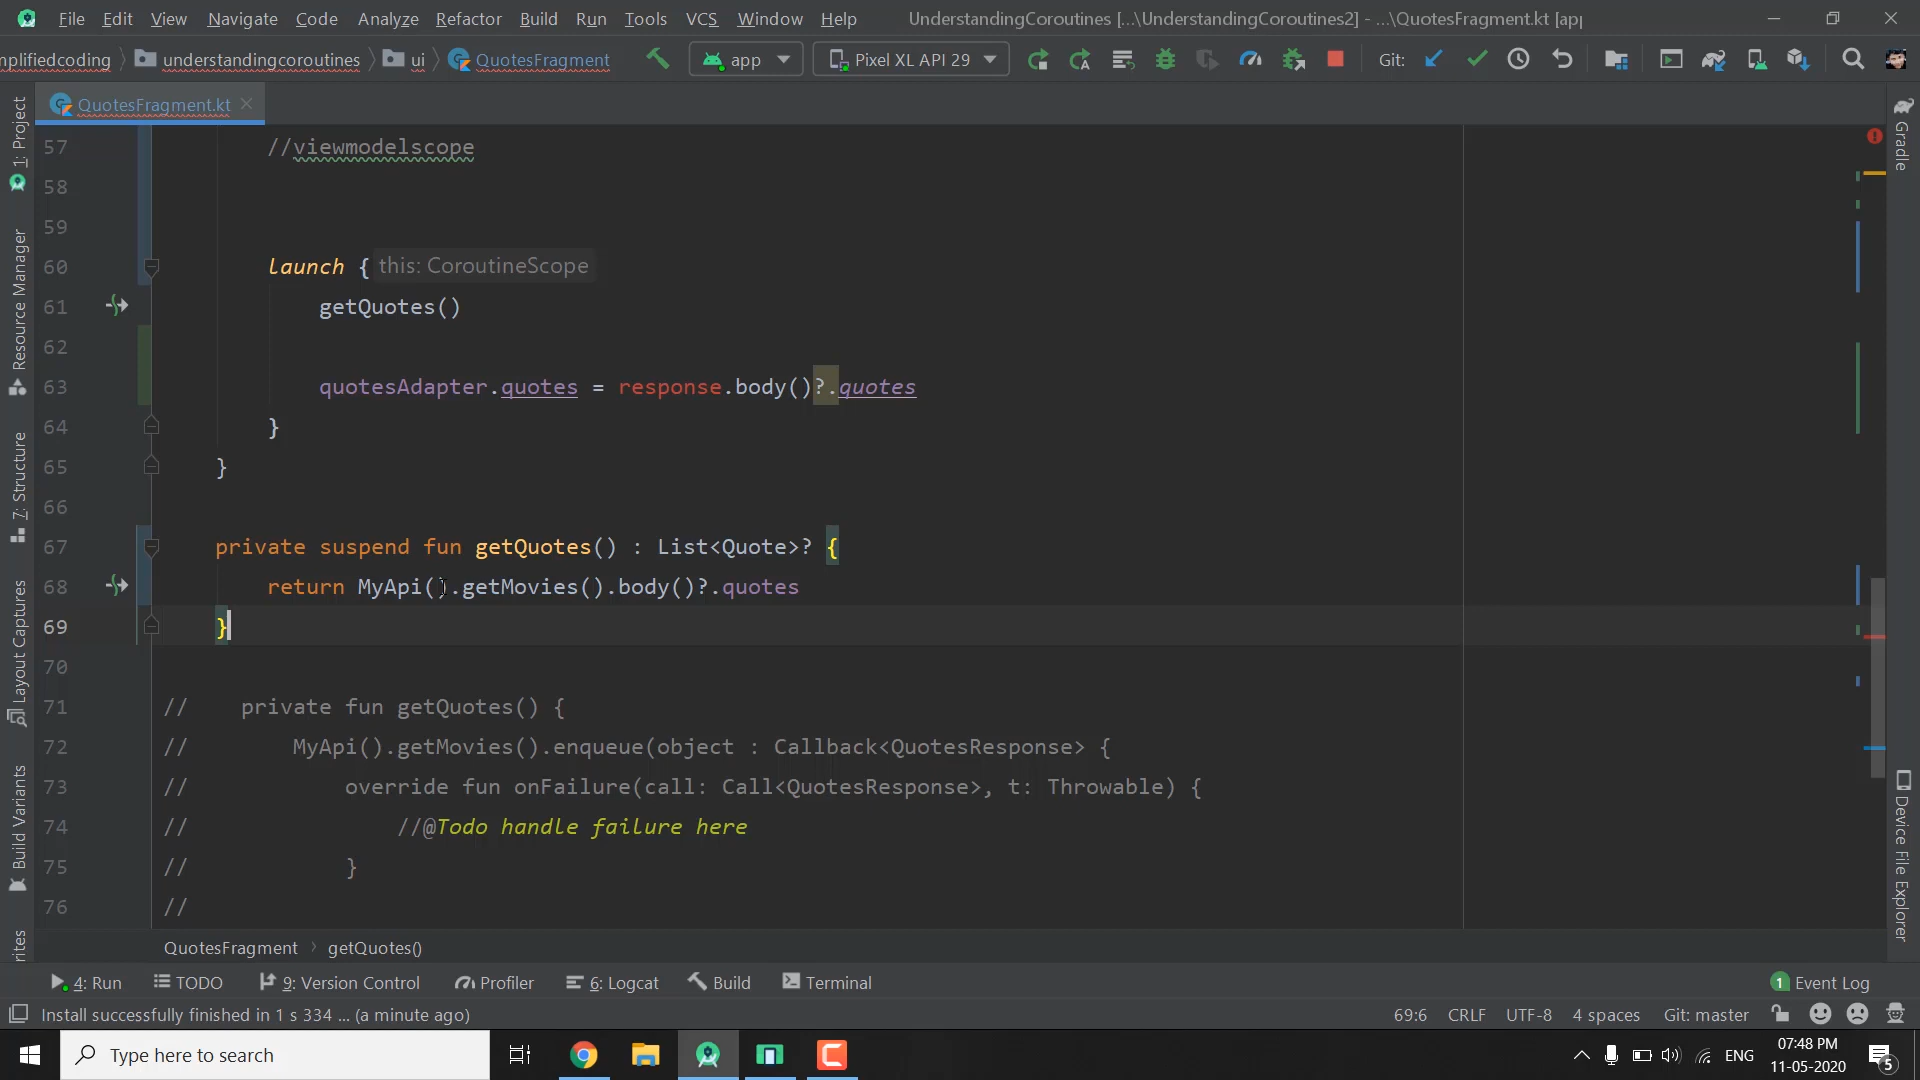 File Edit View Navigate Code Analyze Refactor Build Run Tools VCS Window Help UnderstandingCoroutines [...\UnderstandingCoroutines2] - ...\QuotesFragment.kt [app
mplifiedcoding understandingcoroutines ui QuotesFragment app Pixel XL API 29 Git:
QuotesFragment.kt
1: Project
Resource Manager
7: Structure
Layout Captures
Build Variants
rites
57 //viewmodelscope
58
59
60 launch { this: CoroutineScope
61 getQuotes()
62
63 quotesAdapter.quotes = response.body()?.quotes
64 }
65 }
66
67 private suspend fun getQuotes() : List<Quote>? {
68 return MyApi().getMovies().body()?.quotes
69 }
70
71 // private fun getQuotes() {
72 // MyApi().getMovies().enqueue(object : Callback<QuotesResponse> {
73 // override fun onFailure(call: Call<QuotesResponse>, t: Throwable) {
74 // //@Todo handle failure here
75 // }
76 //
Gradle
Device File Explorer
QuotesFragment › getQuotes()
4: Run TODO 9: Version Control Profiler 6: Logcat Build Terminal 1 Event Log
Install successfully finished in 1 s 334 ... (a minute ago) 69:6 CRLF UTF-8 4 spaces Git: master
Type here to search ENG 07:48 PM
11-05-2020 5